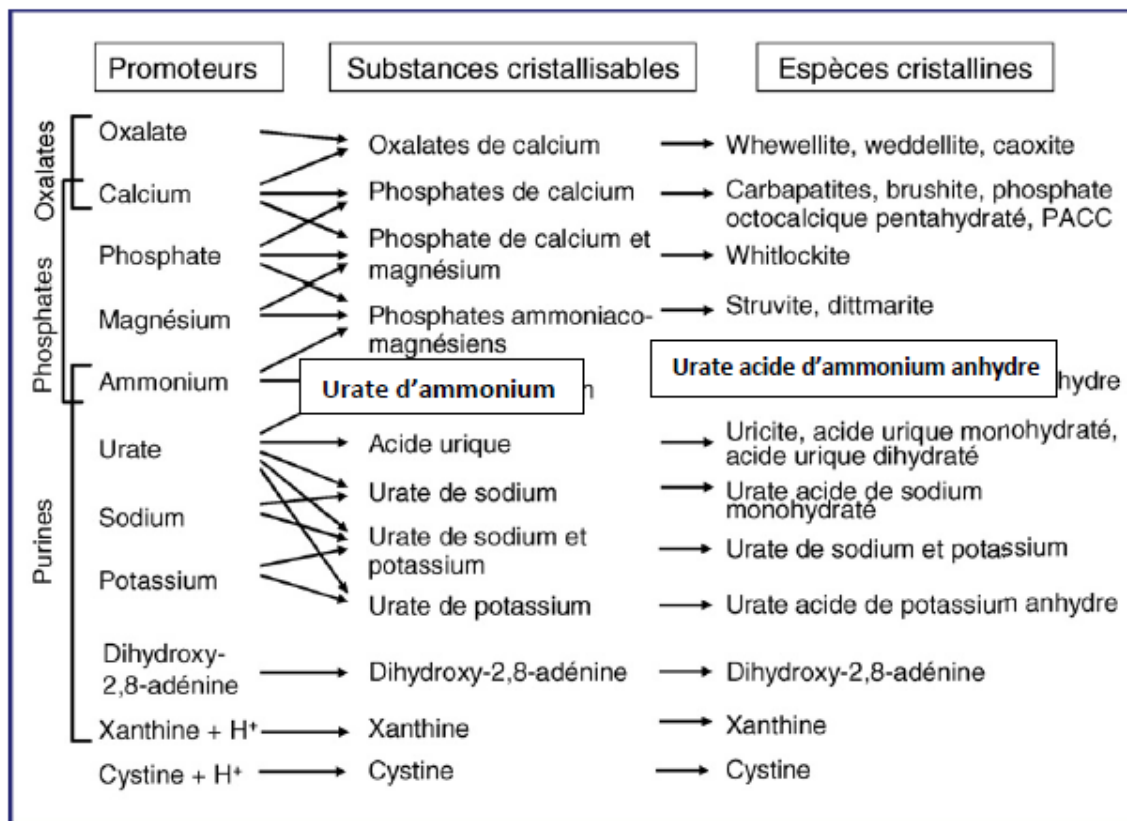 Promoteurs Substances cristallisables Espèces cristallines
Oxalates
Phosphates
Purines
Oxalate
Oxalates de calcium Whewellite, weddellite, caoxite
Calcium Phosphates de calcium Carbapatites, brushite, phosphate
octocalcique pentahydraté, PACC
Phosphate Phosphate de calcium et
magnésium Whitlockite
Magnésium Phosphates ammoniaco-
magnésiens Struvite, dittmarite
Ammonium Urate d'ammonium Urate acide d'ammonium anhydre
hydre
Urate Acide urique Uricite, acide urique monohydraté,
acide urique dihydraté
Sodium Urate de sodium Urate acide de sodium
monohydraté
Urate de sodium et
potassium Urate de sodium et potassium
Potassium
Urate de potassium Urate acide de potassium anhydre
Dihydroxy-
2,8-adénine Dihydroxy-2,8-adénine Dihydroxy-2,8-adénine
Xanthine + H⁺ Xanthine Xanthine
Cystine + H⁺ Cystine Cystine